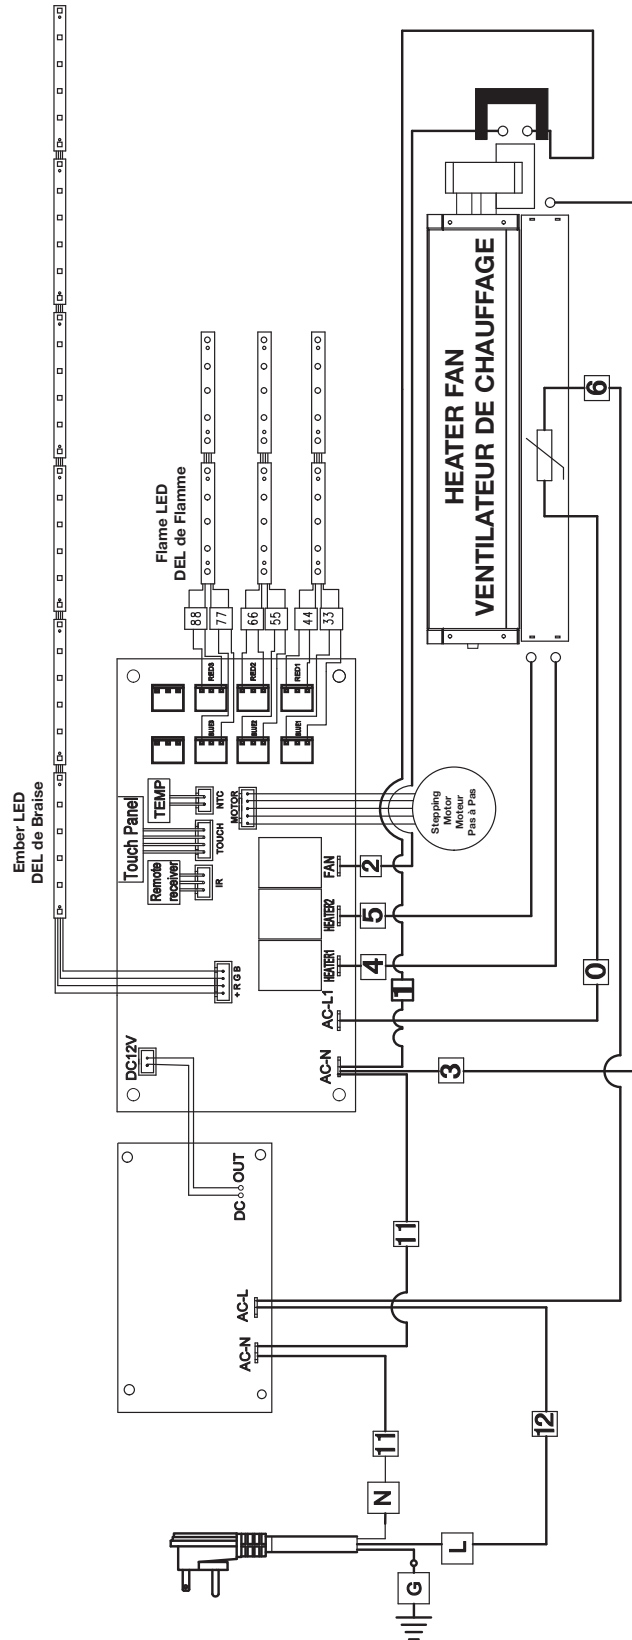 Ember LED
DEL de Braise
Flame LED
DEL de Flamme
88
77
66
55
44
33
RED3
RED2
RED1
BLUE3
BLUE2
BLUE1
HEATER FAN
VENTILATEUR DE CHAUFFAGE
6
Touch Panel
TEMP
Remote
receiver
NTC
TOUCH
IR
MOTOR
Stepping
Motor
Moteur
Pas à Pas
FAN
HEATER2
HEATER1
AC-L1
AC-N
2
5
4
1
0
3
+ R G B
DC12V
DC OUT
AC-L
AC-N
11
11
12
N
L
G